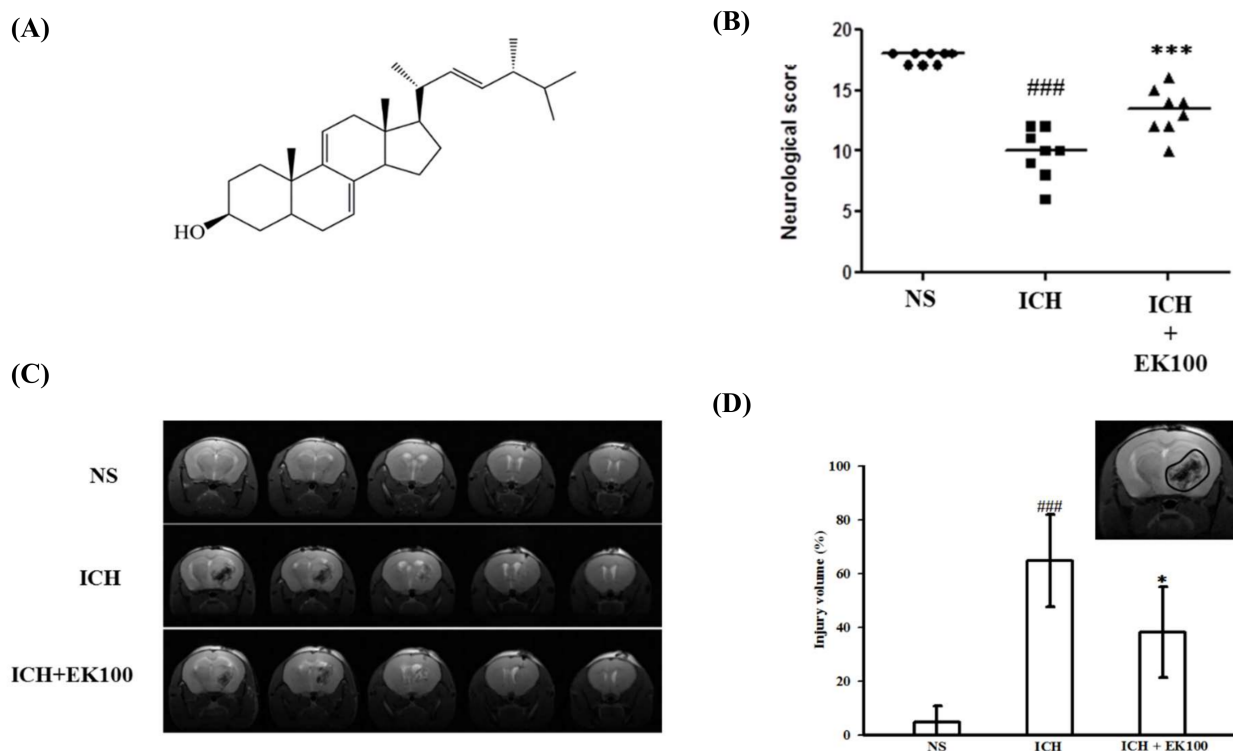 (A)
HO
(B)
Neurological score
20
15
10
5
0
###
***
NS
ICH
ICH
+
EK100
(C)
NS
ICH
ICH+EK100
(D)
Injury volume (%)
100
80
60
40
20
0
###
*
NS
ICH
ICH + EK100